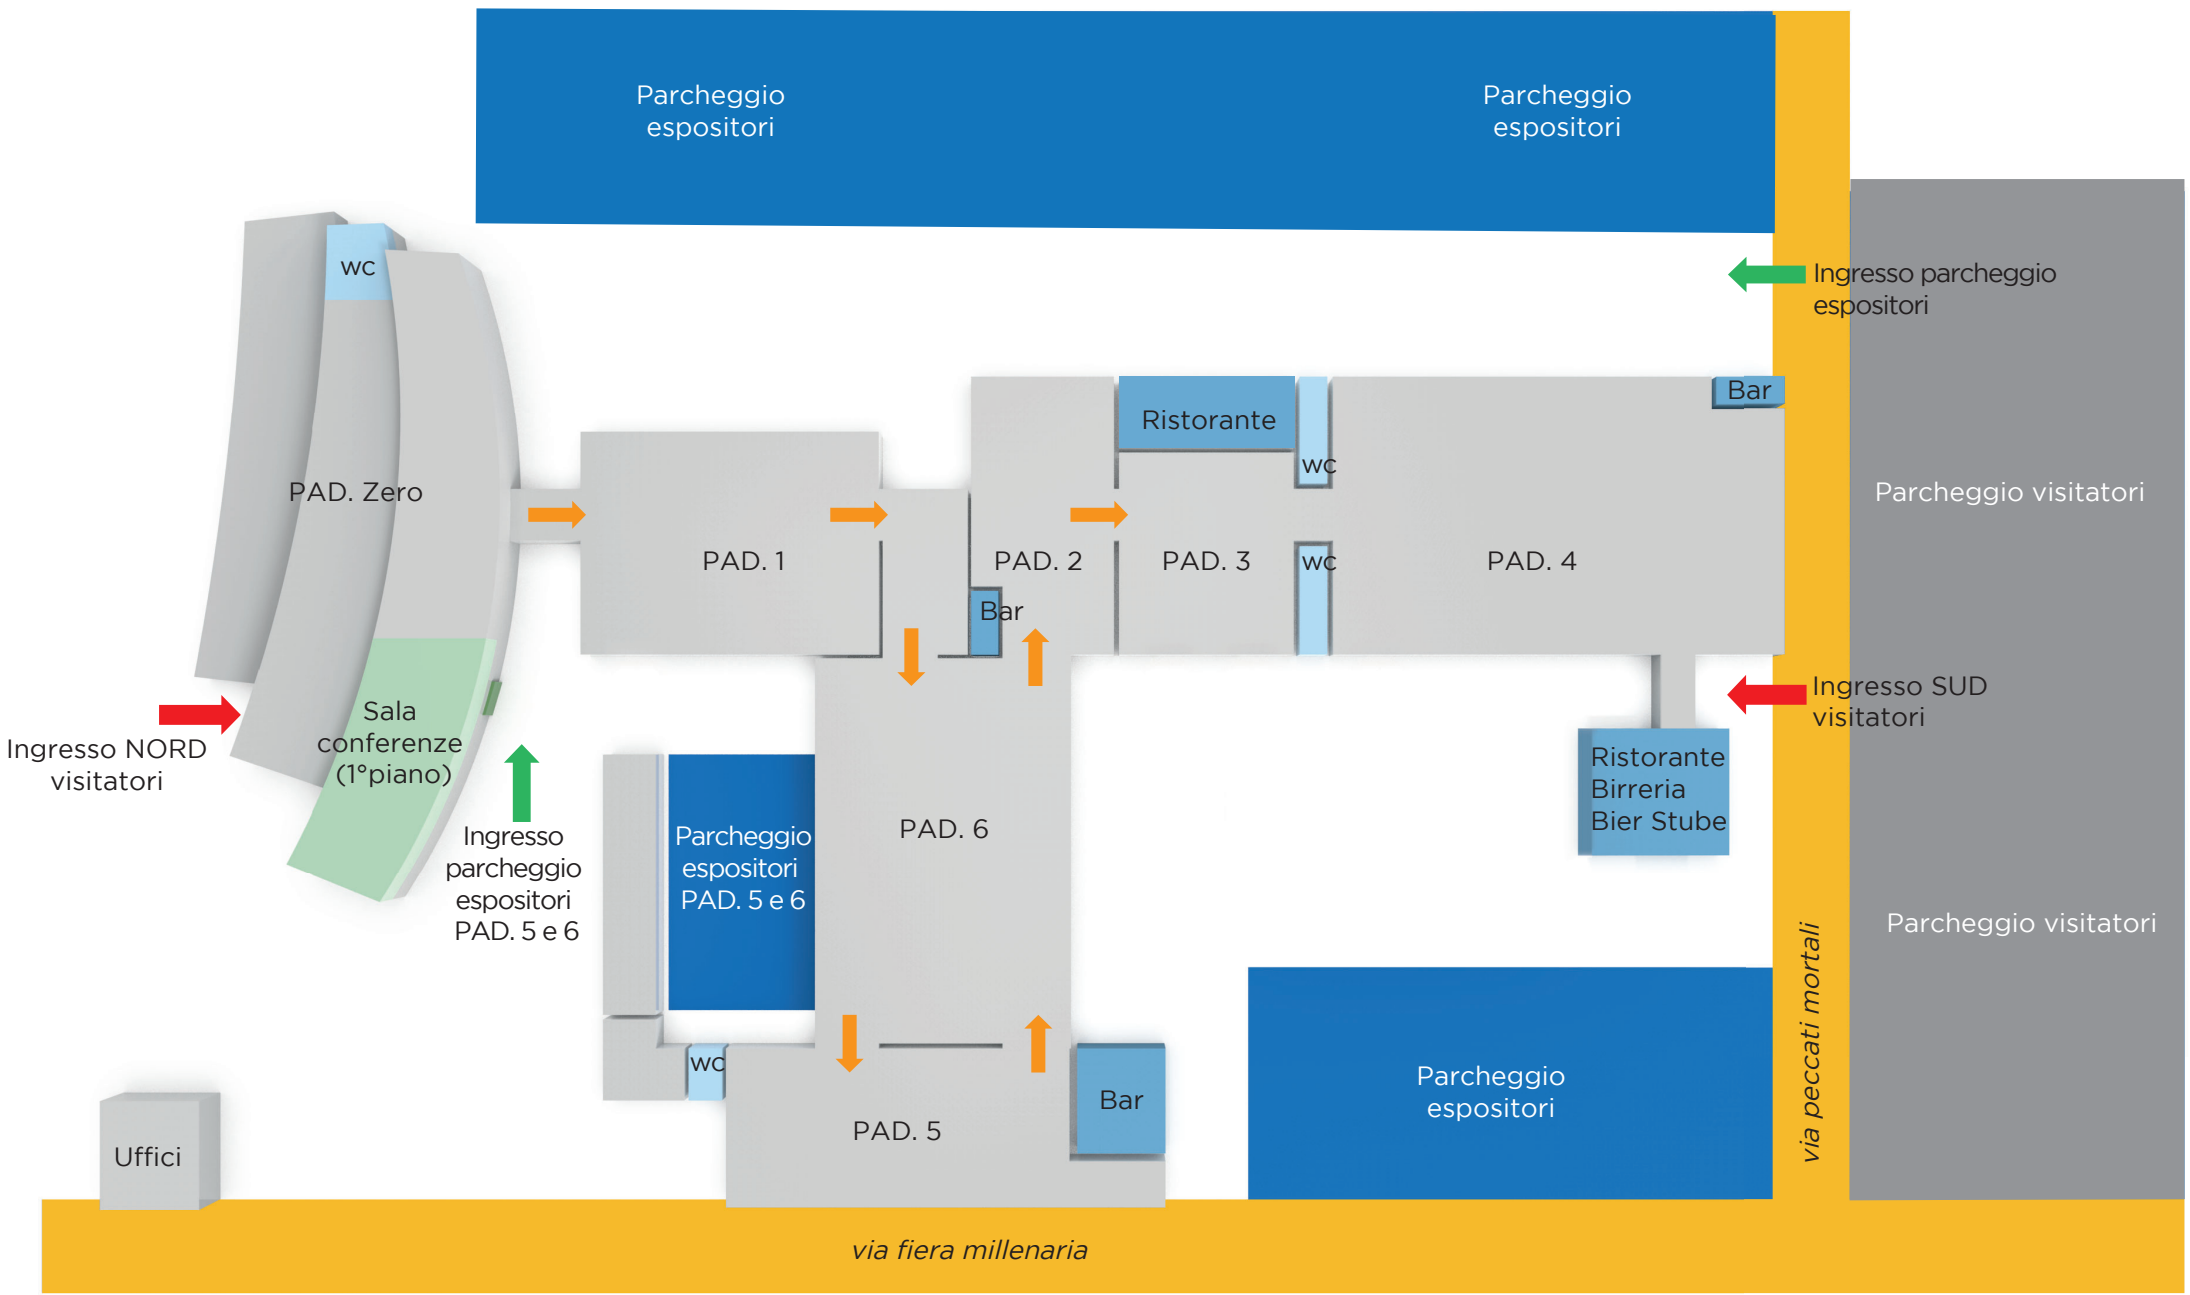 Parcheggio
espositori
Parcheggio
espositori
wc
Ingresso parcheggio
espositori
Bar
Ristorante
wc
PAD. Zero
Parcheggio visitatori
PAD. 1
PAD. 2
PAD. 3
wc
PAD. 4
Bar
Sala
conferenze
(1°piano)
Ingresso NORD
visitatori
Ingresso SUD
visitatori
Ristorante
Birreria
Bier Stube
Ingresso
parcheggio
espositori
PAD. 5 e 6
Parcheggio
espositori
PAD. 5 e 6
PAD. 6
Parcheggio visitatori
via peccati mortali
wc
Bar
PAD. 5
Parcheggio
espositori
Uffici
via fiera millenaria